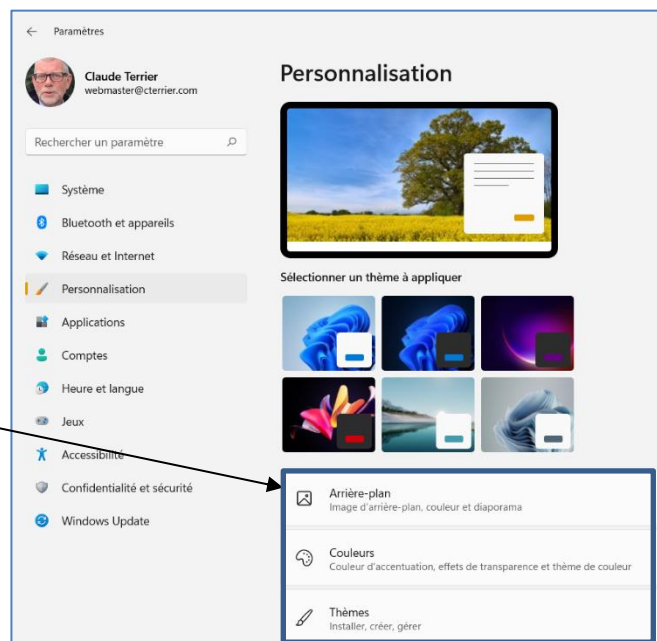 Paramètres
Claude Terrier
webmaster@cterrier.com
Rechercher un paramètre
Système
Bluetooth et appareils
Réseau et Internet
Personnalisation
Applications
Comptes
Heure et langue
Jeux
Accessibilité
Confidentialité et sécurité
Windows Update
Personnalisation
Sélectionner un thème à appliquer
Arrière-plan
Image d'arrière-plan, couleur et diaporama
Couleurs
Couleur d'accentuation, effets de transparence et thème de couleur
Thèmes
Installer, créer, gérer